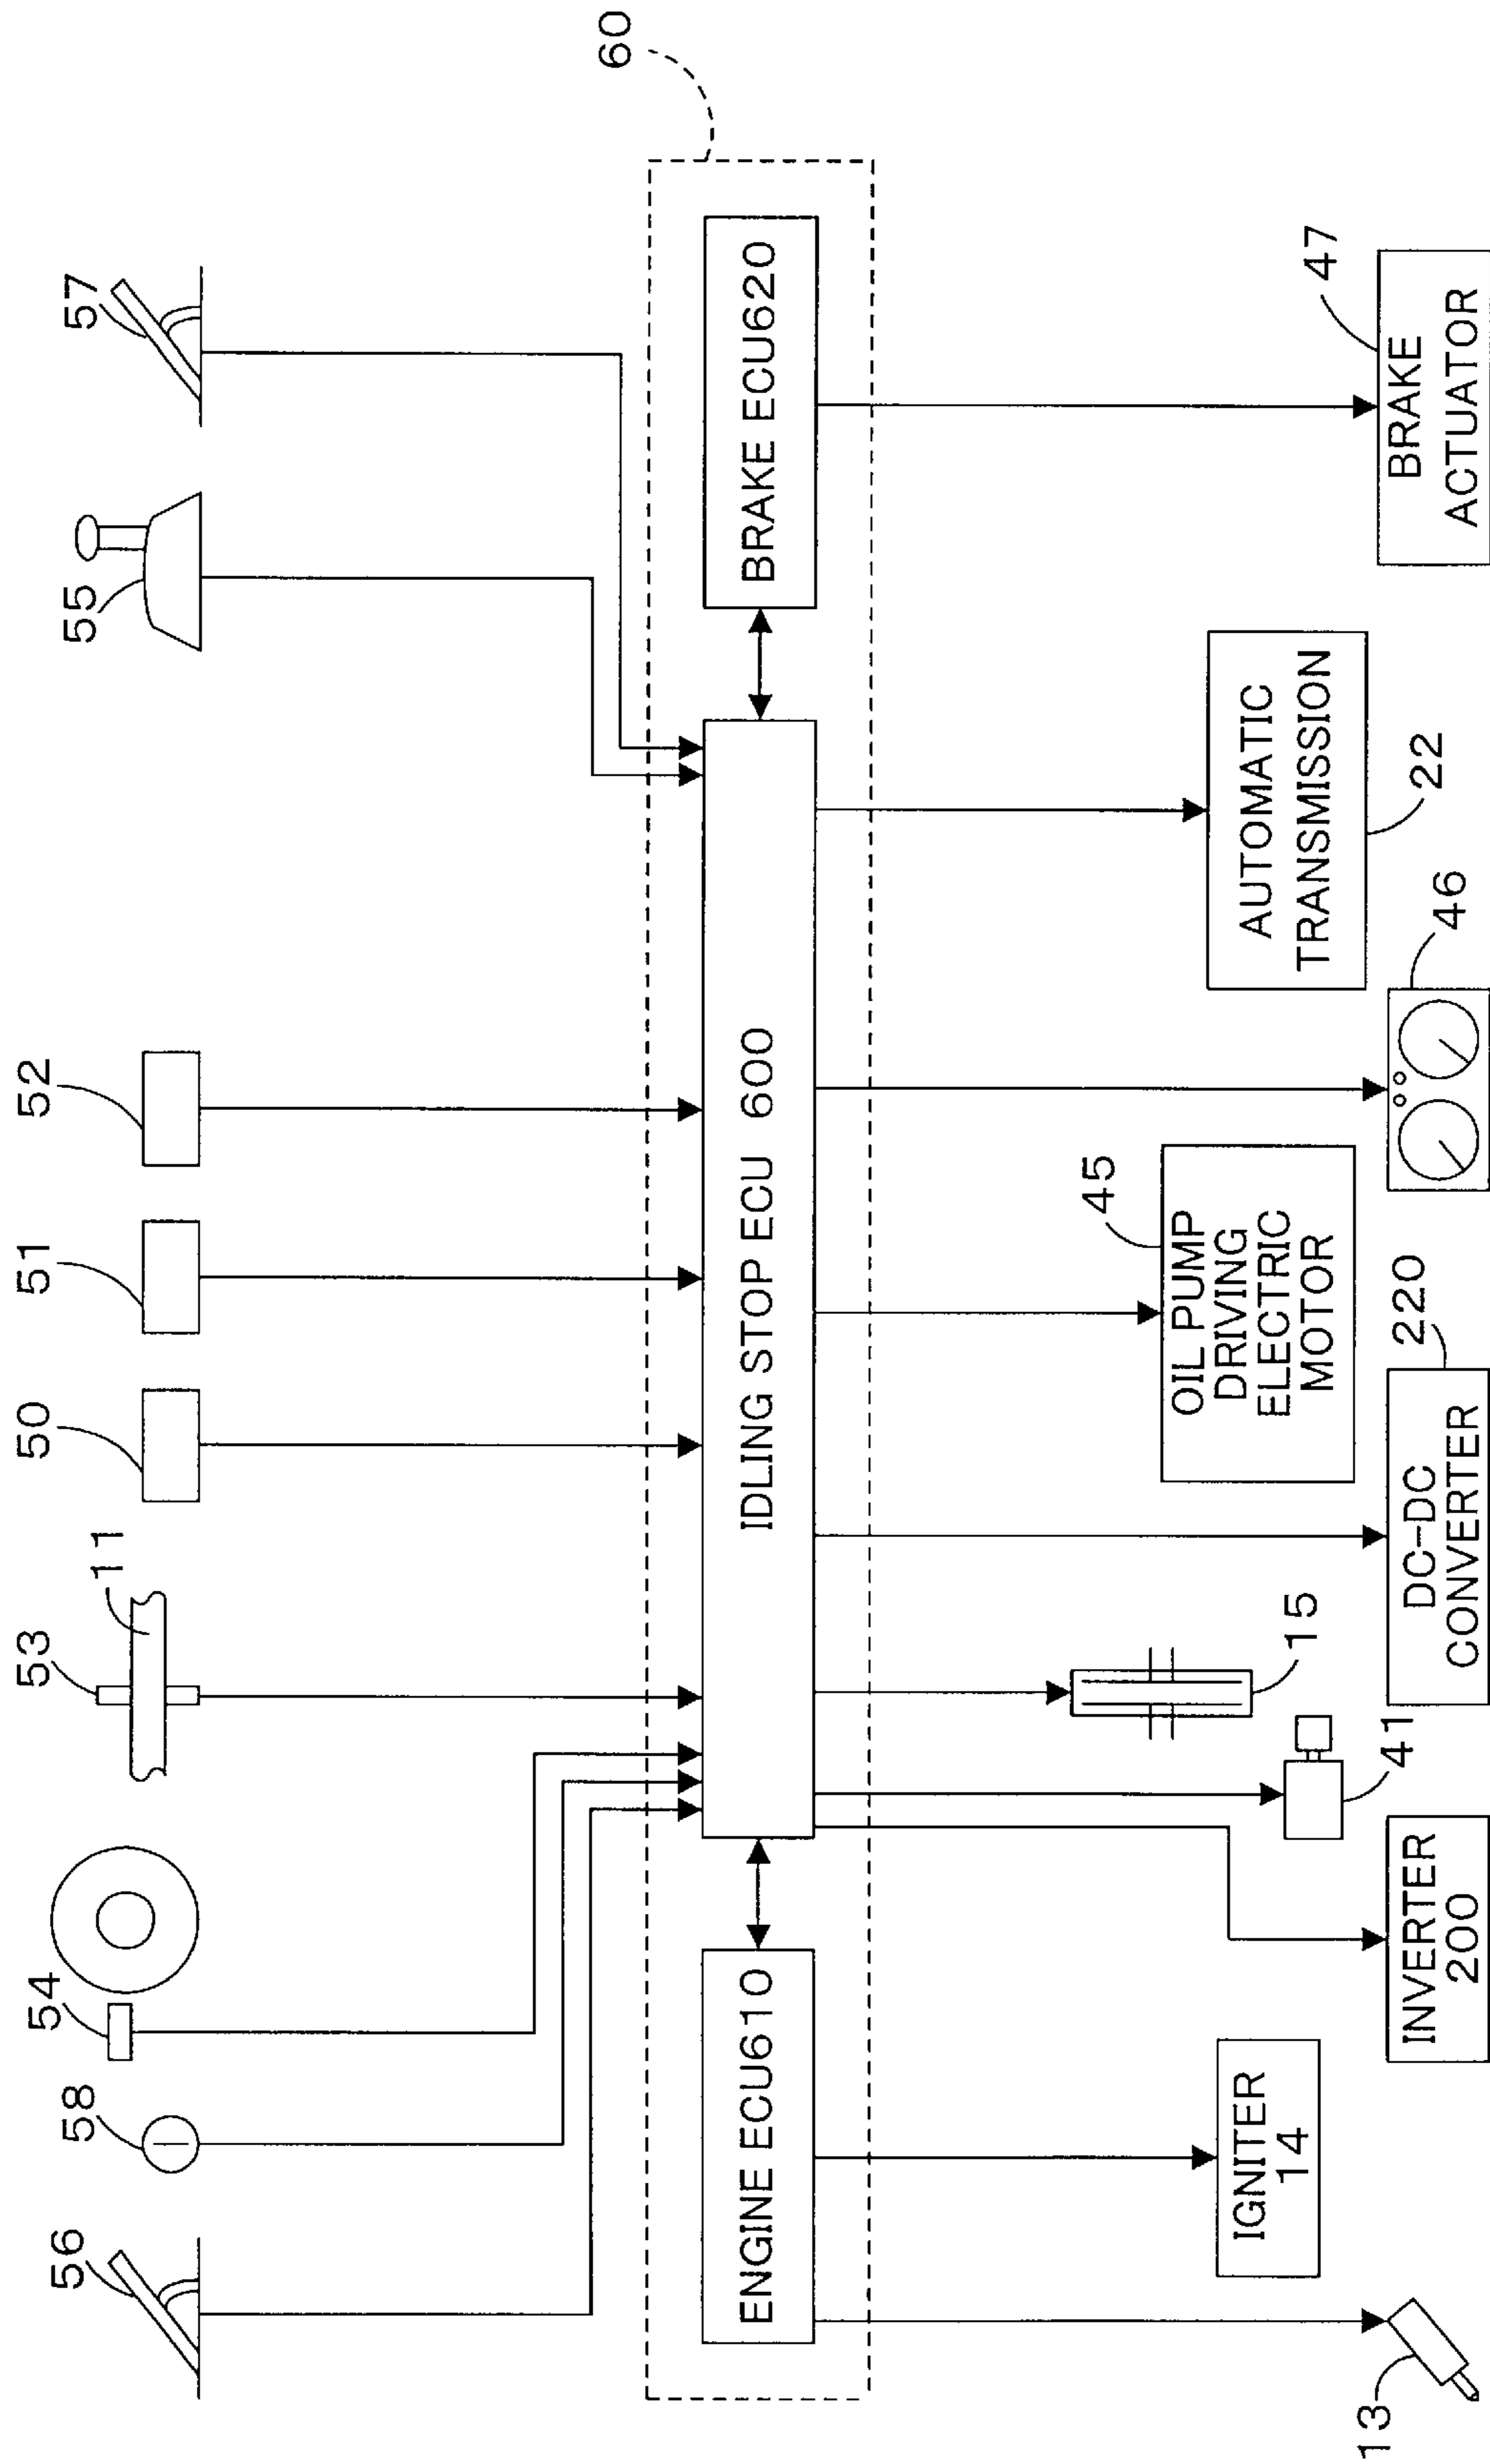 56
58
54
53
11
50
51
52
55
57
60
ENGINE ECU610
IDLING STOP ECU 600
BRAKE ECU620
13
IGNITER
14
INVERTER
200
41
15
DC-DC
CONVERTER
220
OIL PUMP
DRIVING
ELECTRIC
MOTOR
45
46
AUTOMATIC
TRANSMISSION
22
BRAKE
ACTUATOR
47